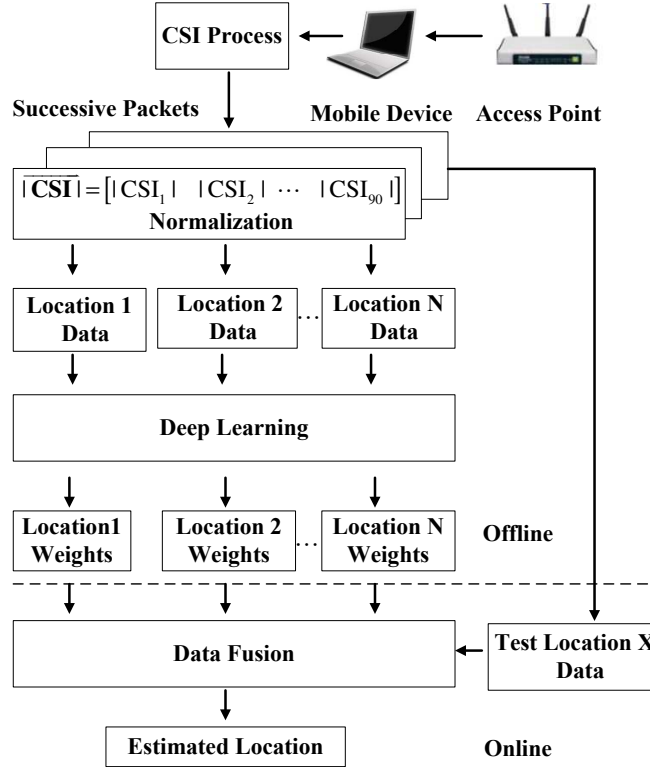 CSI Process
Successive Packets
Mobile Device
Access Point
|CSI| = [|CSI₁| |CSI₂| ⋯ |CSI₉₀|]
Normalization
Location 1
Data
Location 2
Data
...
Location N
Data
Deep Learning
Location1
Weights
Location 2
Weights
...
Location N
Weights
Offline
Data Fusion
Test Location X
Data
Estimated Location
Online